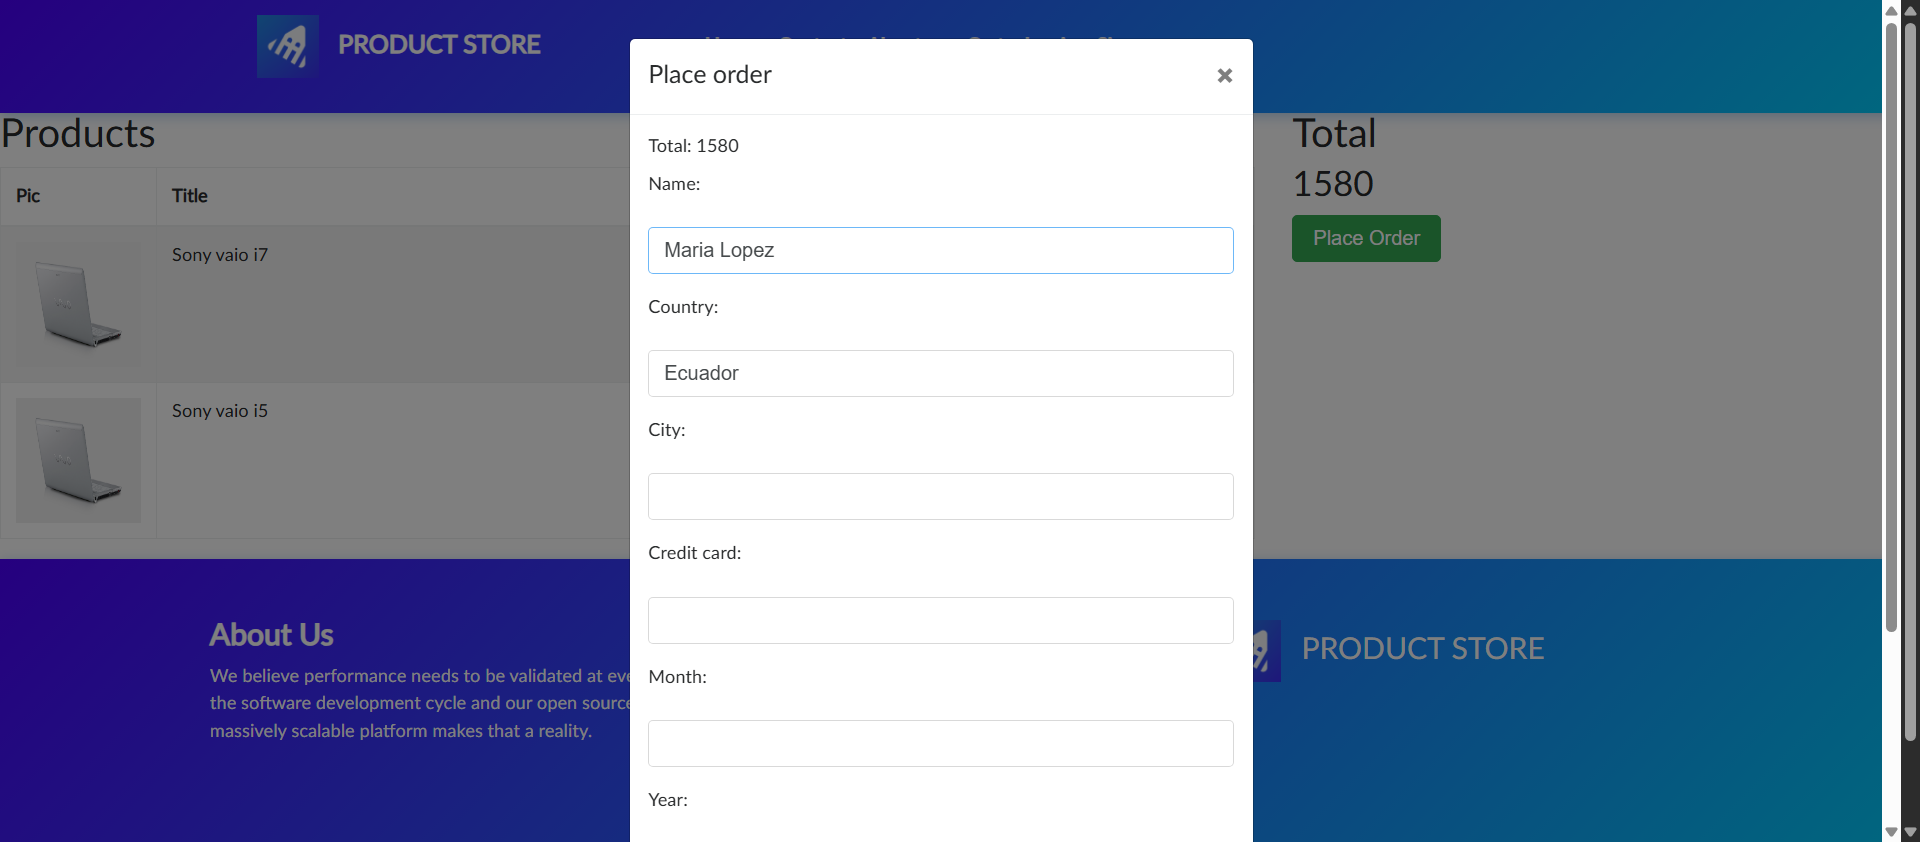 PRODUCT STORE
Place order
Total: 1580
Name:
Maria Lopez
Country:
Ecuador
City:
Credit card:
Month:
Year:
Products
Pic
Title
Sony vaio i7
Sony vaio i5
Total
1580
Place Order
About Us
We believe performance needs to be validated at
the software development cycle and our open source
massively scalable platform makes that a reality.
PRODUCT STORE